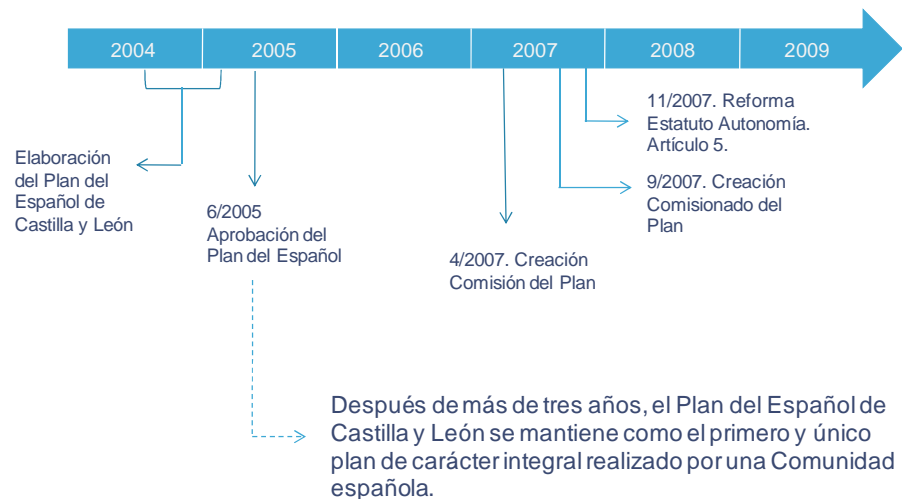 2004 2005 2006 2007 2008 2009
Elaboración
del Plan del
Español de
Castilla y León
6/2005
Aprobación del
Plan del Español
4/2007. Creación
Comisión del Plan
11/2007. Reforma
Estatuto Autonomía.
Artículo 5.
9/2007. Creación
Comisionado del
Plan
Después de más de tres años, el Plan del Español de
Castilla y León se mantiene como el primero y único
plan de carácter integral realizado por una Comunidad
española.